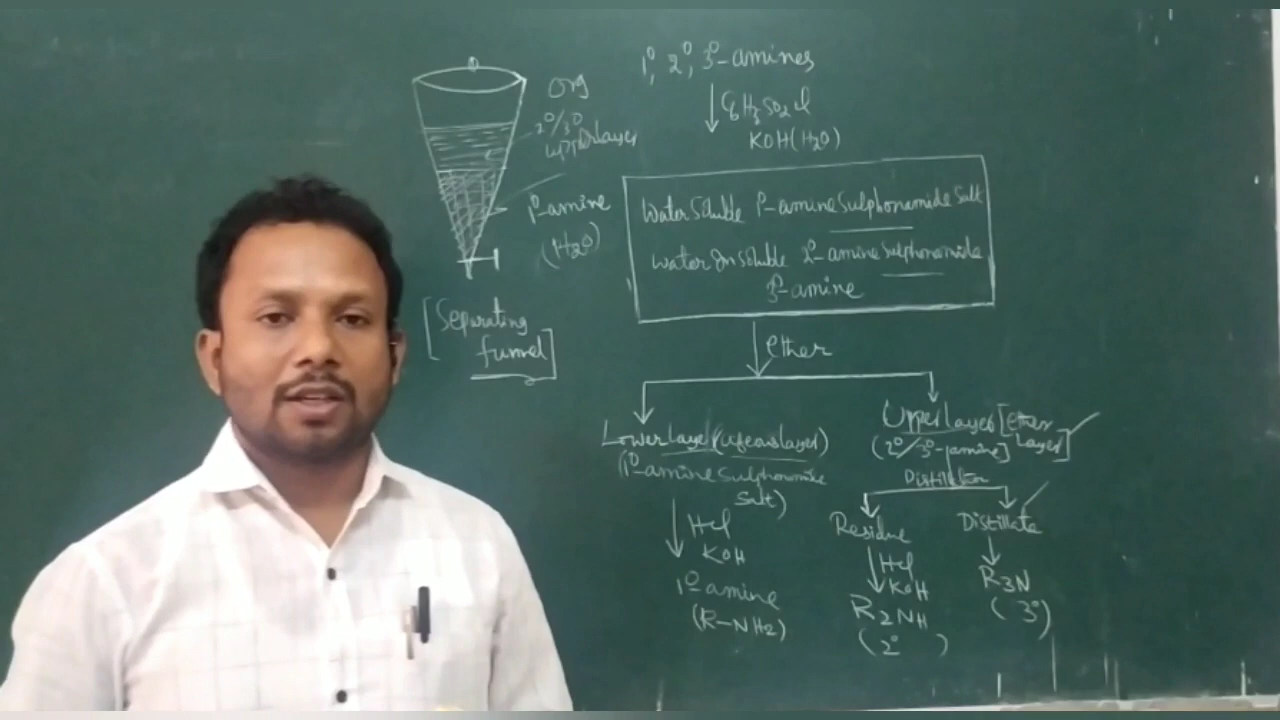 Org
2°/3°
upper layer
1°-amine
(H2O)
[Separating
funnel]
1°, 2°, 3°-amines
C6H5SO2Cl
KOH(H2O)
Water Soluble 1°-amine Sulphonamide Salt
Water Insoluble 2°-amine Sulphonamide
3°-amine
Ether
Lower layer (aqeouslayer)
(1°-amine Sulphonamide
Salt)
HCl
KOH
1° amine
(R-NH2)
Upper Layer [Ether
Layer]
(2°/3°-amine]
Distillation
Residue
HCl
KOH
R2NH
(2° )
Distillate
R3N
(3°)